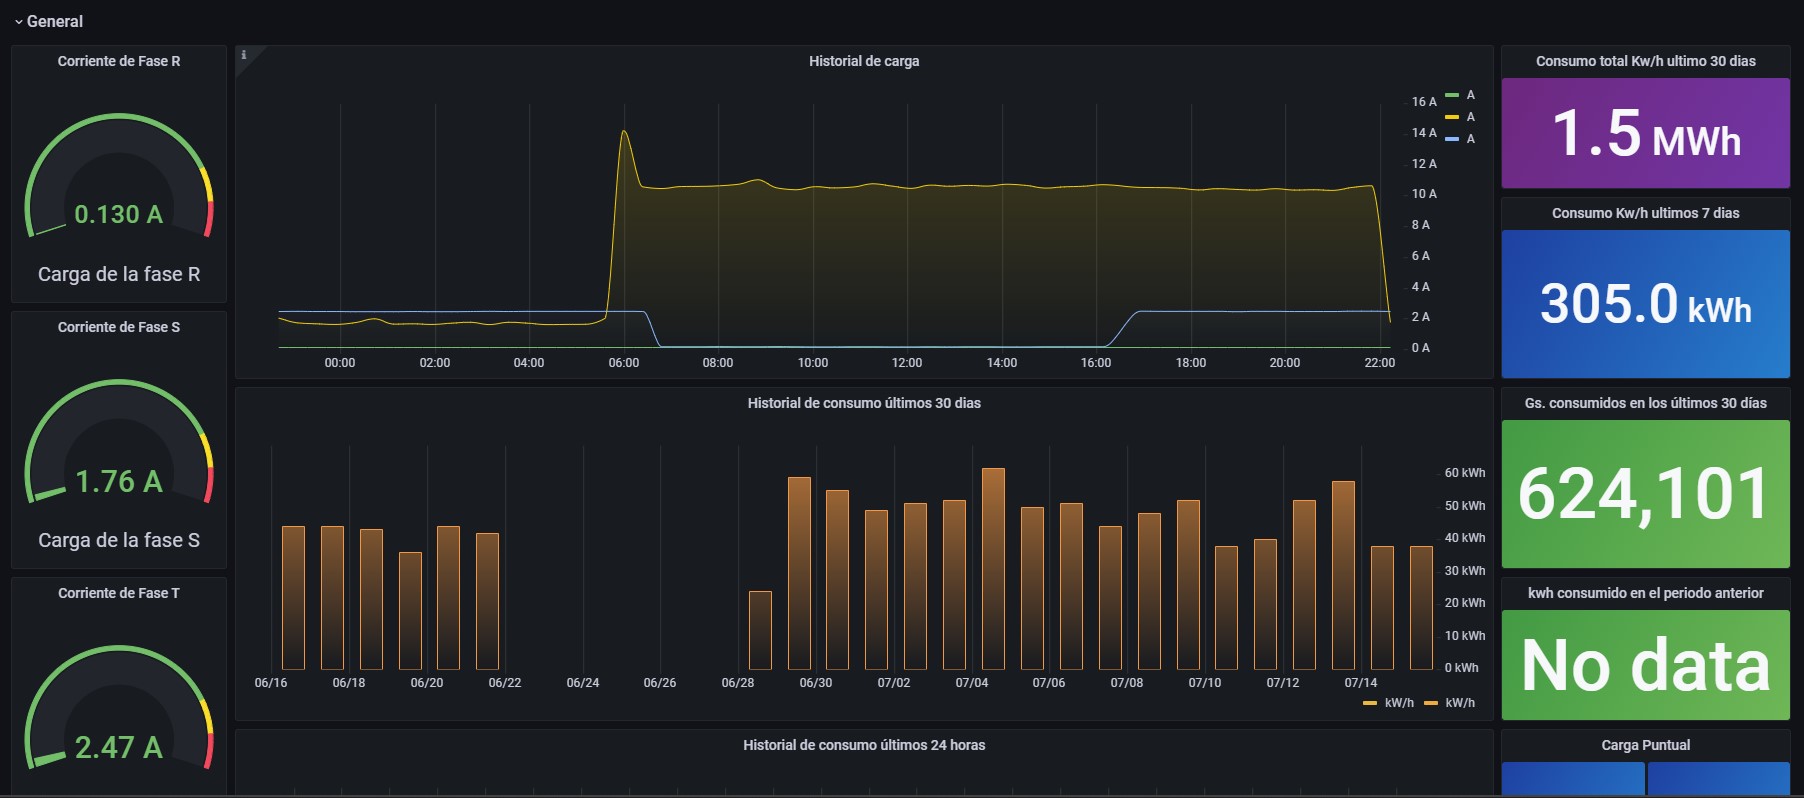 General
Corriente de Fase R
0.130 A
Carga de la fase R
Corriente de Fase S
1.76 A
Carga de la fase S
Corriente de Fase T
2.47 A
i
Historial de carga
16 A
14 A
12 A
10 A
8 A
6 A
4 A
2 A
0 A
A
A
A
00:00 02:00 04:00 06:00 08:00 10:00 12:00 14:00 16:00 18:00 20:00 22:00
Historial de consumo últimos 30 dias
60 kWh
50 kWh
40 kWh
30 kWh
20 kWh
10 kWh
0 kWh
06/16 06/18 06/20 06/22 06/24 06/26 06/28 06/30 07/02 07/04 07/06 07/08 07/10 07/12 07/14
kW/h kW/h
Historial de consumo últimos 24 horas
Consumo total Kw/h ultimo 30 dias
1.5 MWh
Consumo Kw/h ultimos 7 dias
305.0 kWh
Gs. consumidos en los últimos 30 días
624,101
kwh consumido en el periodo anterior
No data
Carga Puntual